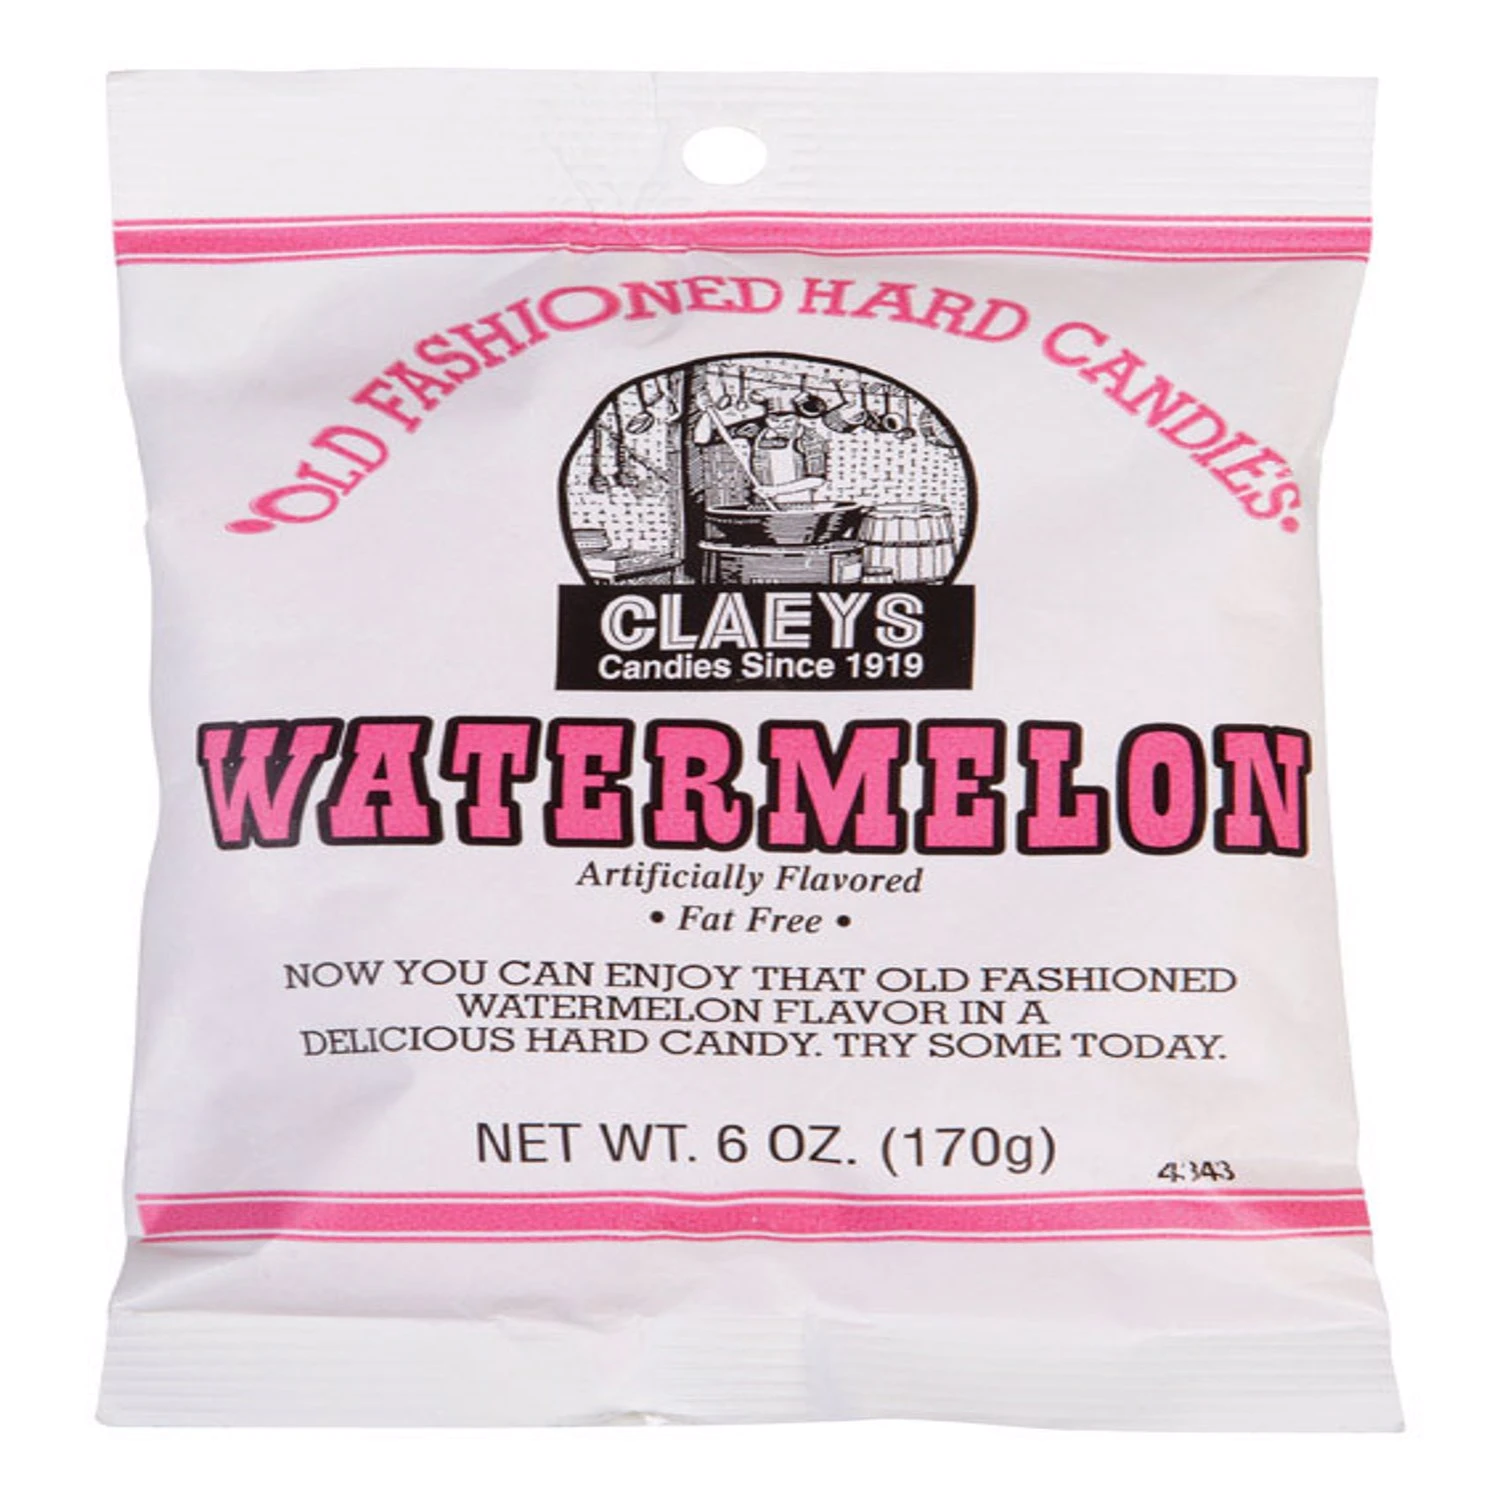 "OLD FASHIONED HARD CANDIES"
CLAEYS
Candies Since 1919
WATERMELON
Artificially Flavored
• Fat Free •
NOW YOU CAN ENJOY THAT OLD FASHIONED
WATERMELON FLAVOR IN A
DELICIOUS HARD CANDY. TRY SOME TODAY.
NET WT. 6 OZ. (170g)